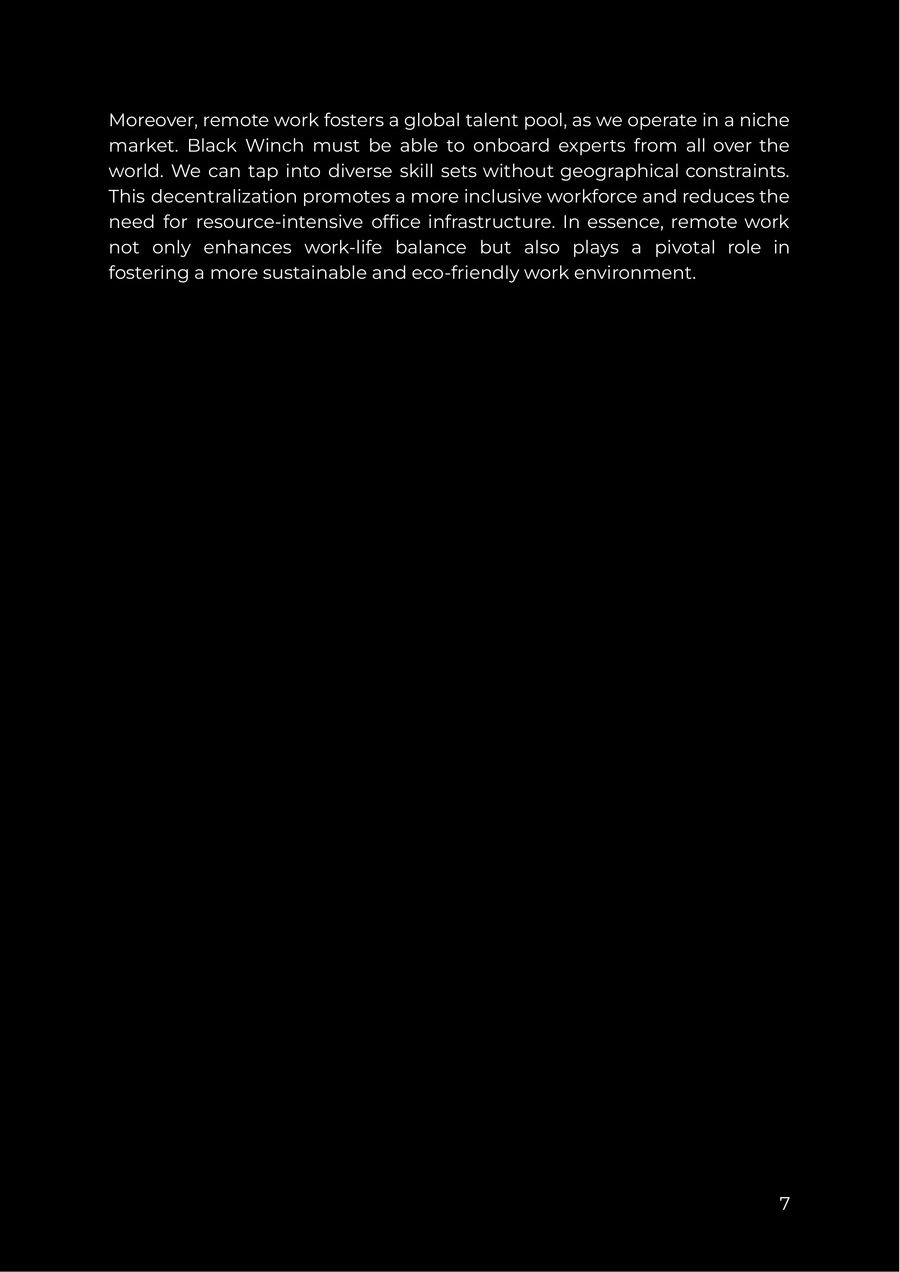 Moreover, remote work fosters a global talent pool, as we operate in a niche
market. Black Winch must be able to onboard experts from all over the
world. We can tap into diverse skill sets without geographical constraints.
This decentralization promotes a more inclusive workforce and reduces the
need for resource-intensive office infrastructure. In essence, remote work
not only enhances work-life balance but also plays a pivotal role in
fostering a more sustainable and eco-friendly work environment.
7